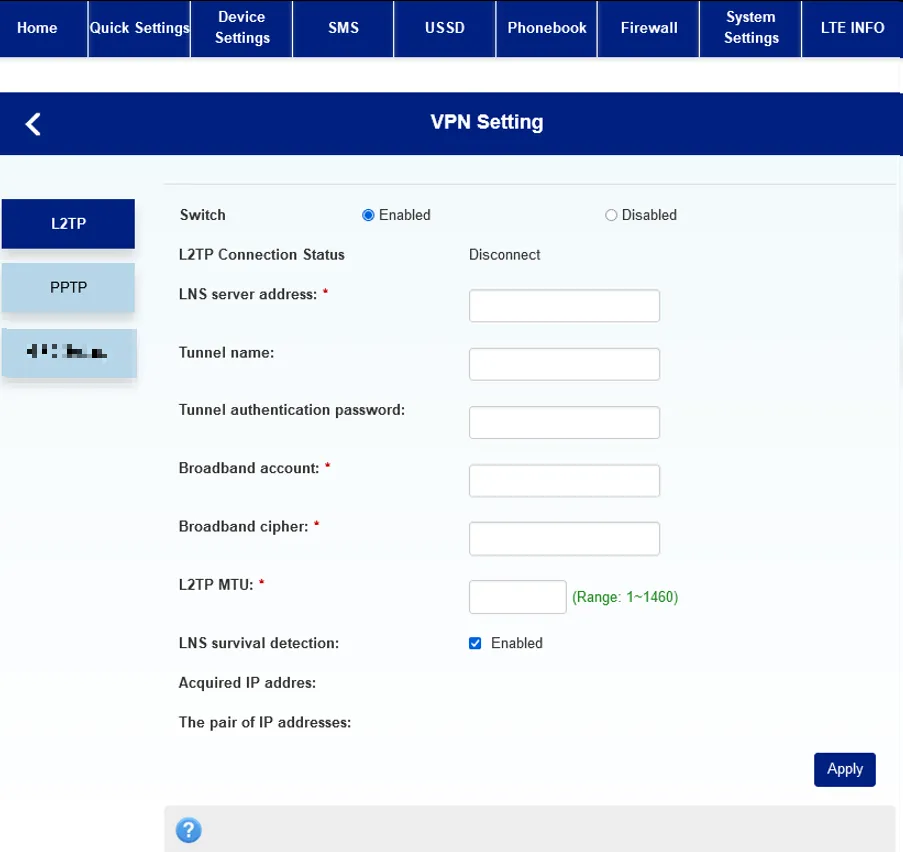 Home
Quick Settings
Device
Settings
SMS
USSD
Phonebook
Firewall
System
Settings
LTE INFO
VPN Setting
L2TP
PPTP
Switch
Enabled
Disabled
L2TP Connection Status
Disconnect
LNS server address: *
Tunnel name:
Tunnel authentication password:
Broadband account: *
Broadband cipher: *
L2TP MTU: *
(Range: 1~1460)
LNS survival detection:
Enabled
Acquired IP addres:
The pair of IP addresses:
Apply
?